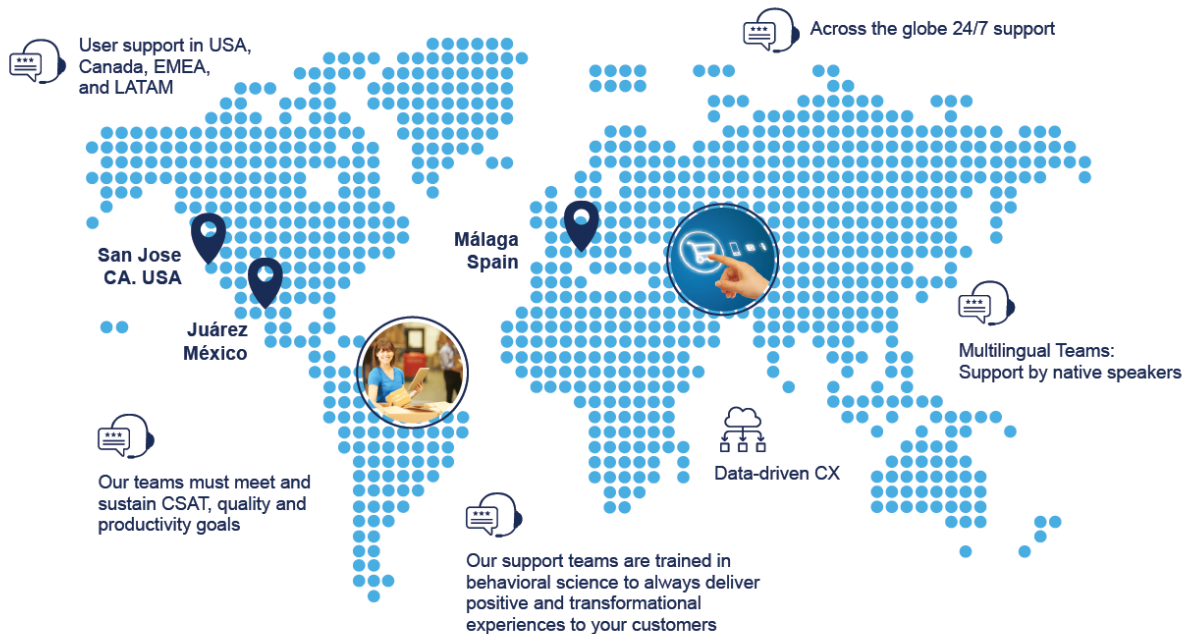 User support in USA,
Canada, EMEA,
and LATAM
Across the globe 24/7 support
San Jose
CA. USA
Málaga
Spain
Juárez
México
Multilingual Teams:
Support by native speakers
Our teams must meet and
sustain CSAT, quality and
productivity goals
Data-driven CX
Our support teams are trained in
behavioral science to always deliver
positive and transformational
experiences to your customers